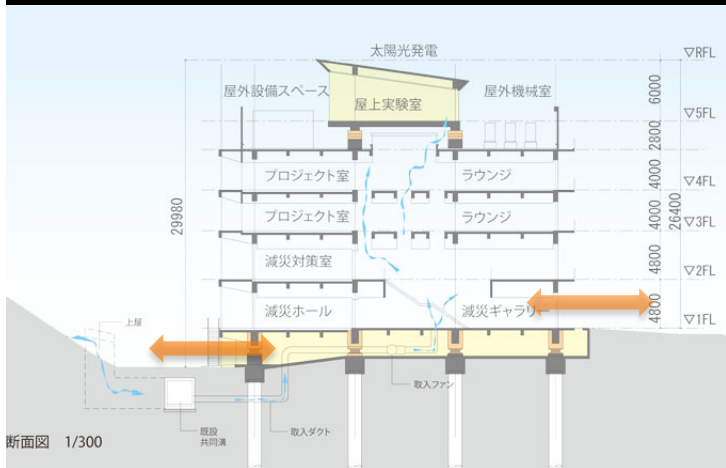 太陽光発電
▽RFL
屋外設備スペース
屋上実験室
屋外機械室
6000
▽5FL
2800
プロジェクト室
ラウンジ
4000
▽4FL
29980
プロジェクト室
ラウンジ
4000
26400
▽3FL
減災対策室
4800
▽2FL
減災ホール
減災ギャラリー
4800
▽1FL
上屋
取入ファン
既設
共同溝
取入ダクト
断面図 1/300